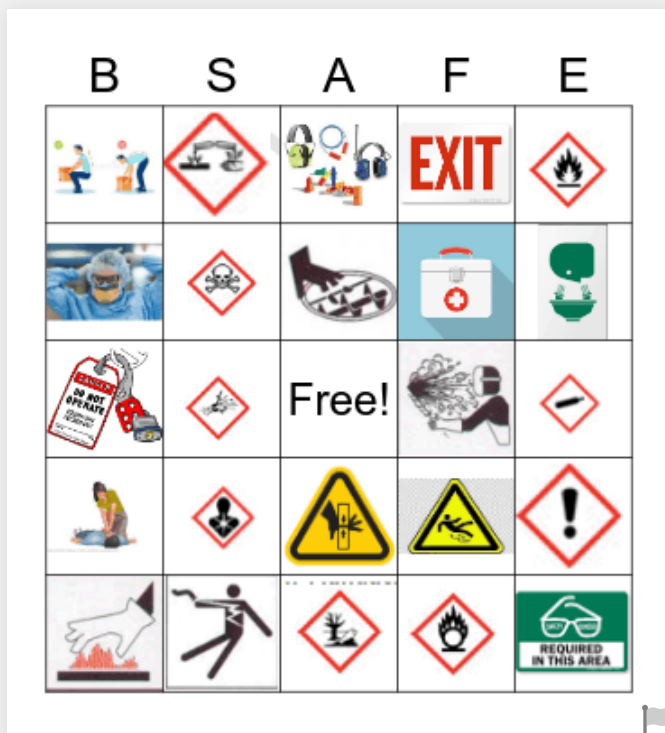 B S A F E
EXIT
DANGER
DO NOT
OPERATE
Free!
REQUIRED
IN THIS AREA